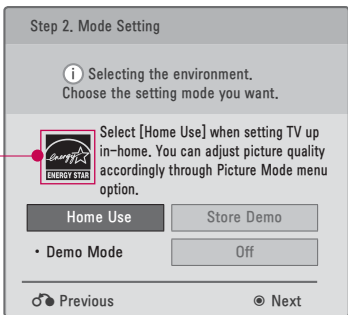 Step 2. Mode Setting
i Selecting the environment.
Choose the setting mode you want.
energy
ENERGY STAR
Select [Home Use] when setting TV up
in-home. You can adjust picture quality
accordingly through Picture Mode menu
option.
Home Use Store Demo
• Demo Mode Off
Previous ◉ Next